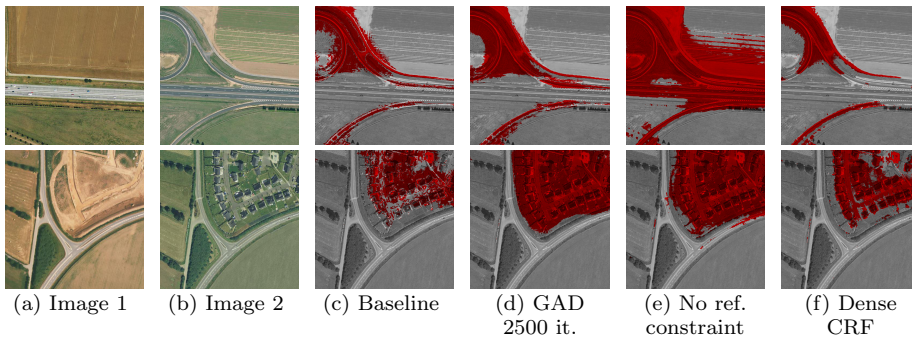 (a) Image 1
(b) Image 2
(c) Baseline
(d) GAD
2500 it.
(e) No ref.
constraint
(f) Dense
CRF